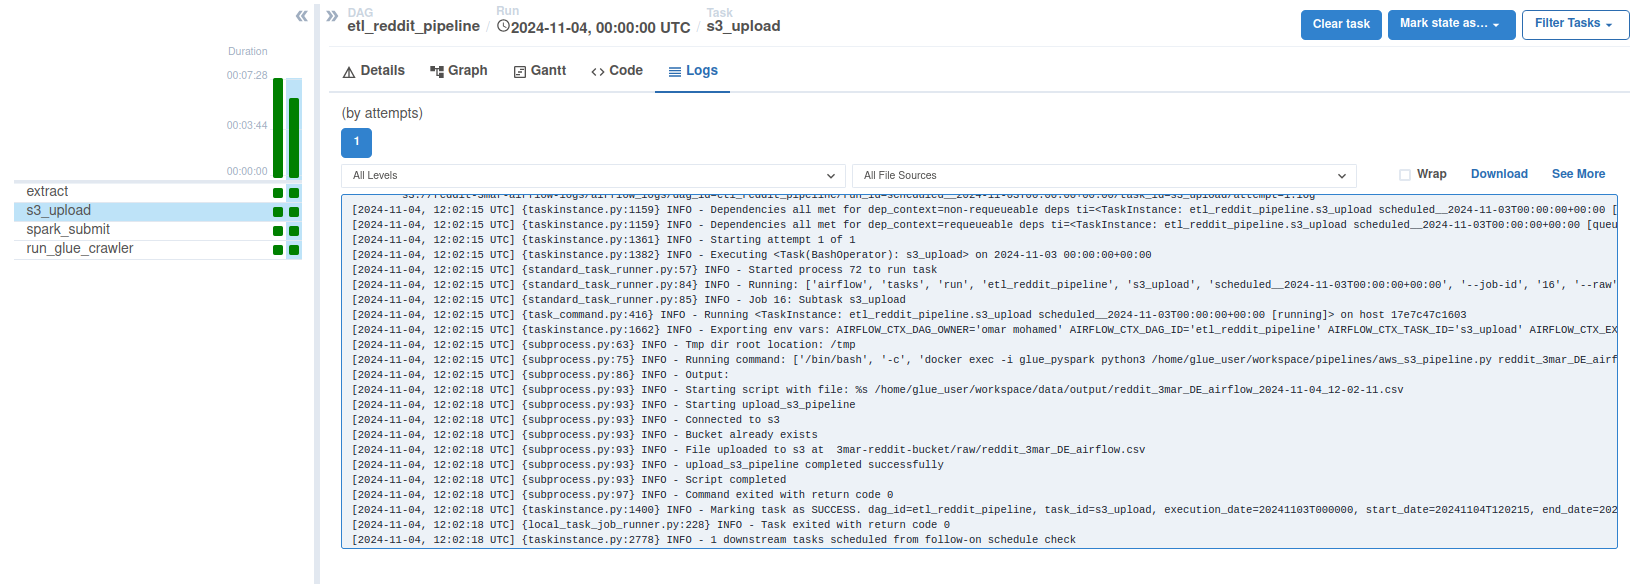 «
»
DAG
etl_reddit_pipeline
/
Run
2024-11-04, 00:00:00 UTC
/
Task
s3_upload
Clear task
Mark state as...
Filter Tasks
Duration
00:07:28
00:03:44
00:00:00
extract
s3_upload
spark_submit
run_glue_crawler
Details
Graph
Gantt
Code
Logs
(by attempts)
1
All Levels
All File Sources
Wrap
Download
See More
s3://reddit-3mar-airflow-logs/airflow_logs/dag_id=etl_reddit_pipeline/run_id=scheduled__2024-11-03T00:00:00+00:00/task_id=s3_upload/attempt=1.log
[2024-11-04, 12:02:15 UTC] {taskinstance.py:1159} INFO - Dependencies all met for dep_context=non-requeueable deps ti=<TaskInstance: etl_reddit_pipeline.s3_upload scheduled__2024-11-03T00:00:00+00:00 [
[2024-11-04, 12:02:15 UTC] {taskinstance.py:1159} INFO - Dependencies all met for dep_context=requeueable deps ti=<TaskInstance: etl_reddit_pipeline.s3_upload scheduled__2024-11-03T00:00:00+00:00 [queu
[2024-11-04, 12:02:15 UTC] {taskinstance.py:1361} INFO - Starting attempt 1 of 1
[2024-11-04, 12:02:15 UTC] {taskinstance.py:1382} INFO - Executing <Task(BashOperator): s3_upload> on 2024-11-03 00:00:00+00:00
[2024-11-04, 12:02:15 UTC] {standard_task_runner.py:57} INFO - Started process 72 to run task
[2024-11-04, 12:02:15 UTC] {standard_task_runner.py:84} INFO - Running: ['airflow', 'tasks', 'run', 'etl_reddit_pipeline', 's3_upload', 'scheduled__2024-11-03T00:00:00+00:00', '--job-id', '16', '--raw'
[2024-11-04, 12:02:15 UTC] {standard_task_runner.py:85} INFO - Job 16: Subtask s3_upload
[2024-11-04, 12:02:15 UTC] {task_command.py:416} INFO - Running <TaskInstance: etl_reddit_pipeline.s3_upload scheduled__2024-11-03T00:00:00+00:00 [running]> on host 17e7c47c1603
[2024-11-04, 12:02:15 UTC] {taskinstance.py:1662} INFO - Exporting env vars: AIRFLOW_CTX_DAG_OWNER='omar mohamed' AIRFLOW_CTX_DAG_ID='etl_reddit_pipeline' AIRFLOW_CTX_TASK_ID='s3_upload' AIRFLOW_CTX_EX
[2024-11-04, 12:02:15 UTC] {subprocess.py:63} INFO - Tmp dir root location: /tmp
[2024-11-04, 12:02:15 UTC] {subprocess.py:75} INFO - Running command: ['/bin/bash', '-c', 'docker exec -i glue_pyspark python3 /home/glue_user/workspace/pipelines/aws_s3_pipeline.py reddit_3mar_DE_airf
[2024-11-04, 12:02:15 UTC] {subprocess.py:86} INFO - Output:
[2024-11-04, 12:02:18 UTC] {subprocess.py:93} INFO - Starting script with file: %s /home/glue_user/workspace/data/output/reddit_3mar_DE_airflow_2024-11-04_12-02-11.csv
[2024-11-04, 12:02:18 UTC] {subprocess.py:93} INFO - Starting upload_s3_pipeline
[2024-11-04, 12:02:18 UTC] {subprocess.py:93} INFO - Connected to s3
[2024-11-04, 12:02:18 UTC] {subprocess.py:93} INFO - Bucket already exists
[2024-11-04, 12:02:18 UTC] {subprocess.py:93} INFO - File uploaded to s3 at  3mar-reddit-bucket/raw/reddit_3mar_DE_airflow.csv
[2024-11-04, 12:02:18 UTC] {subprocess.py:93} INFO - upload_s3_pipeline completed successfully
[2024-11-04, 12:02:18 UTC] {subprocess.py:93} INFO - Script completed
[2024-11-04, 12:02:18 UTC] {subprocess.py:97} INFO - Command exited with return code 0
[2024-11-04, 12:02:18 UTC] {taskinstance.py:1400} INFO - Marking task as SUCCESS. dag_id=etl_reddit_pipeline, task_id=s3_upload, execution_date=20241103T000000, start_date=20241104T120215, end_date=202
[2024-11-04, 12:02:18 UTC] {local_task_job_runner.py:228} INFO - Task exited with return code 0
[2024-11-04, 12:02:18 UTC] {taskinstance.py:2778} INFO - 1 downstream tasks scheduled from follow-on schedule check